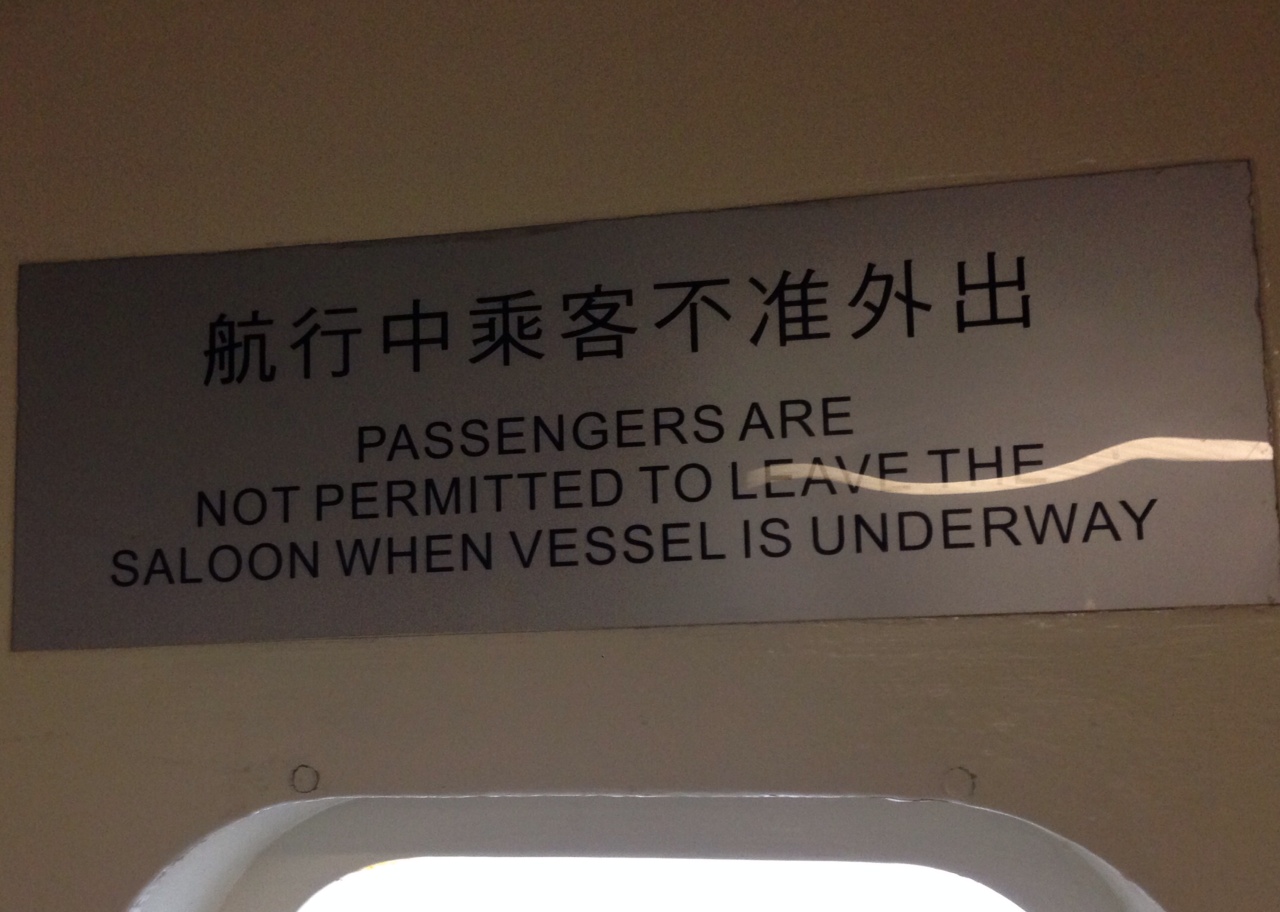 航行中乘客不准外出
PASSENGERS ARE
NOT PERMITTED TO LEAVE THE
SALOON WHEN VESSEL IS UNDERWAY